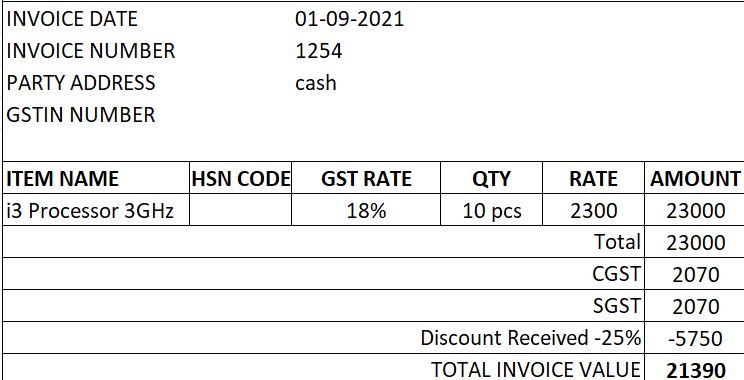 INVOICE DATE 01-09-2021
INVOICE NUMBER 1254
PARTY ADDRESS cash
GSTIN NUMBER
ITEM NAME HSN CODE GST RATE QTY RATE AMOUNT
i3 Processor 3GHz 18% 10 pcs 2300 23000
Total 23000
CGST 2070
SGST 2070
Discount Received -25% -5750
TOTAL INVOICE VALUE 21390